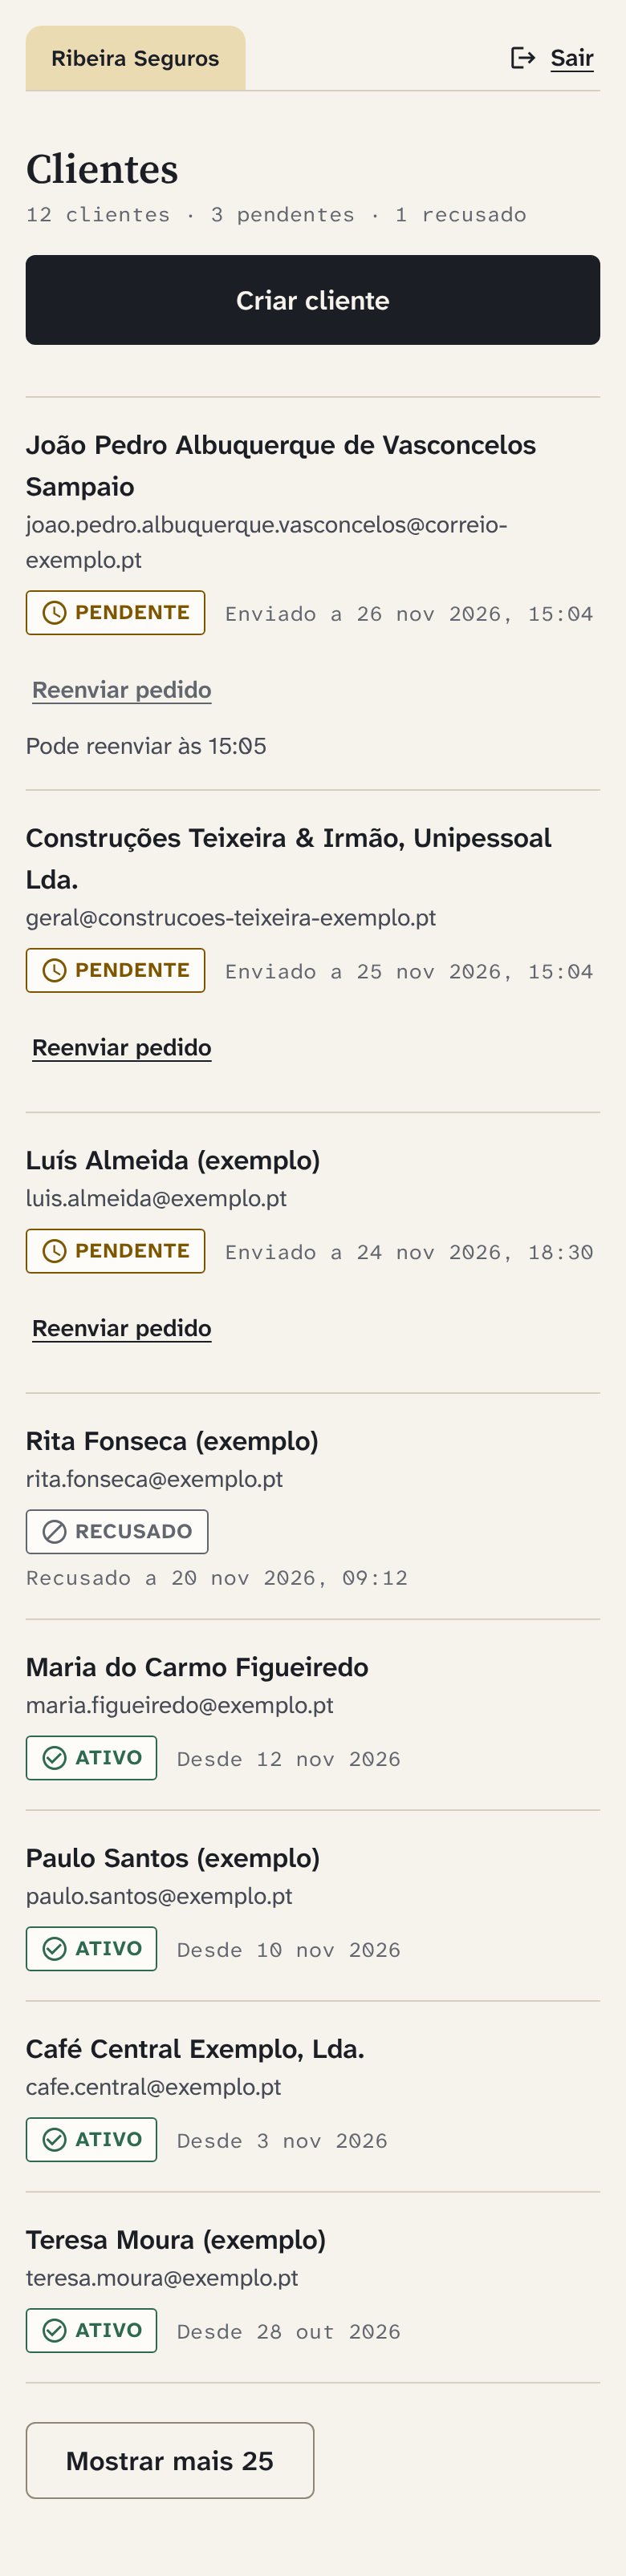 Ribeira Seguros
Sair
Clientes
12 clientes · 3 pendentes · 1 recusado
Criar cliente
João Pedro Albuquerque de Vasconcelos
Sampaio
joao.pedro.albuquerque.vasconcelos@correio-
exemplo.pt
PENDENTE Enviado a 26 nov 2026, 15:04
Reenviar pedido
Pode reenviar às 15:05
Construções Teixeira & Irmão, Unipessoal
Lda.
geral@construcoes-teixeira-exemplo.pt
PENDENTE Enviado a 25 nov 2026, 15:04
Reenviar pedido
Luís Almeida (exemplo)
luis.almeida@exemplo.pt
PENDENTE Enviado a 24 nov 2026, 18:30
Reenviar pedido
Rita Fonseca (exemplo)
rita.fonseca@exemplo.pt
RECUSADO
Recusado a 20 nov 2026, 09:12
Maria do Carmo Figueiredo
maria.figueiredo@exemplo.pt
ATIVO Desde 12 nov 2026
Paulo Santos (exemplo)
paulo.santos@exemplo.pt
ATIVO Desde 10 nov 2026
Café Central Exemplo, Lda.
cafe.central@exemplo.pt
ATIVO Desde 3 nov 2026
Teresa Moura (exemplo)
teresa.moura@exemplo.pt
ATIVO Desde 28 out 2026
Mostrar mais 25